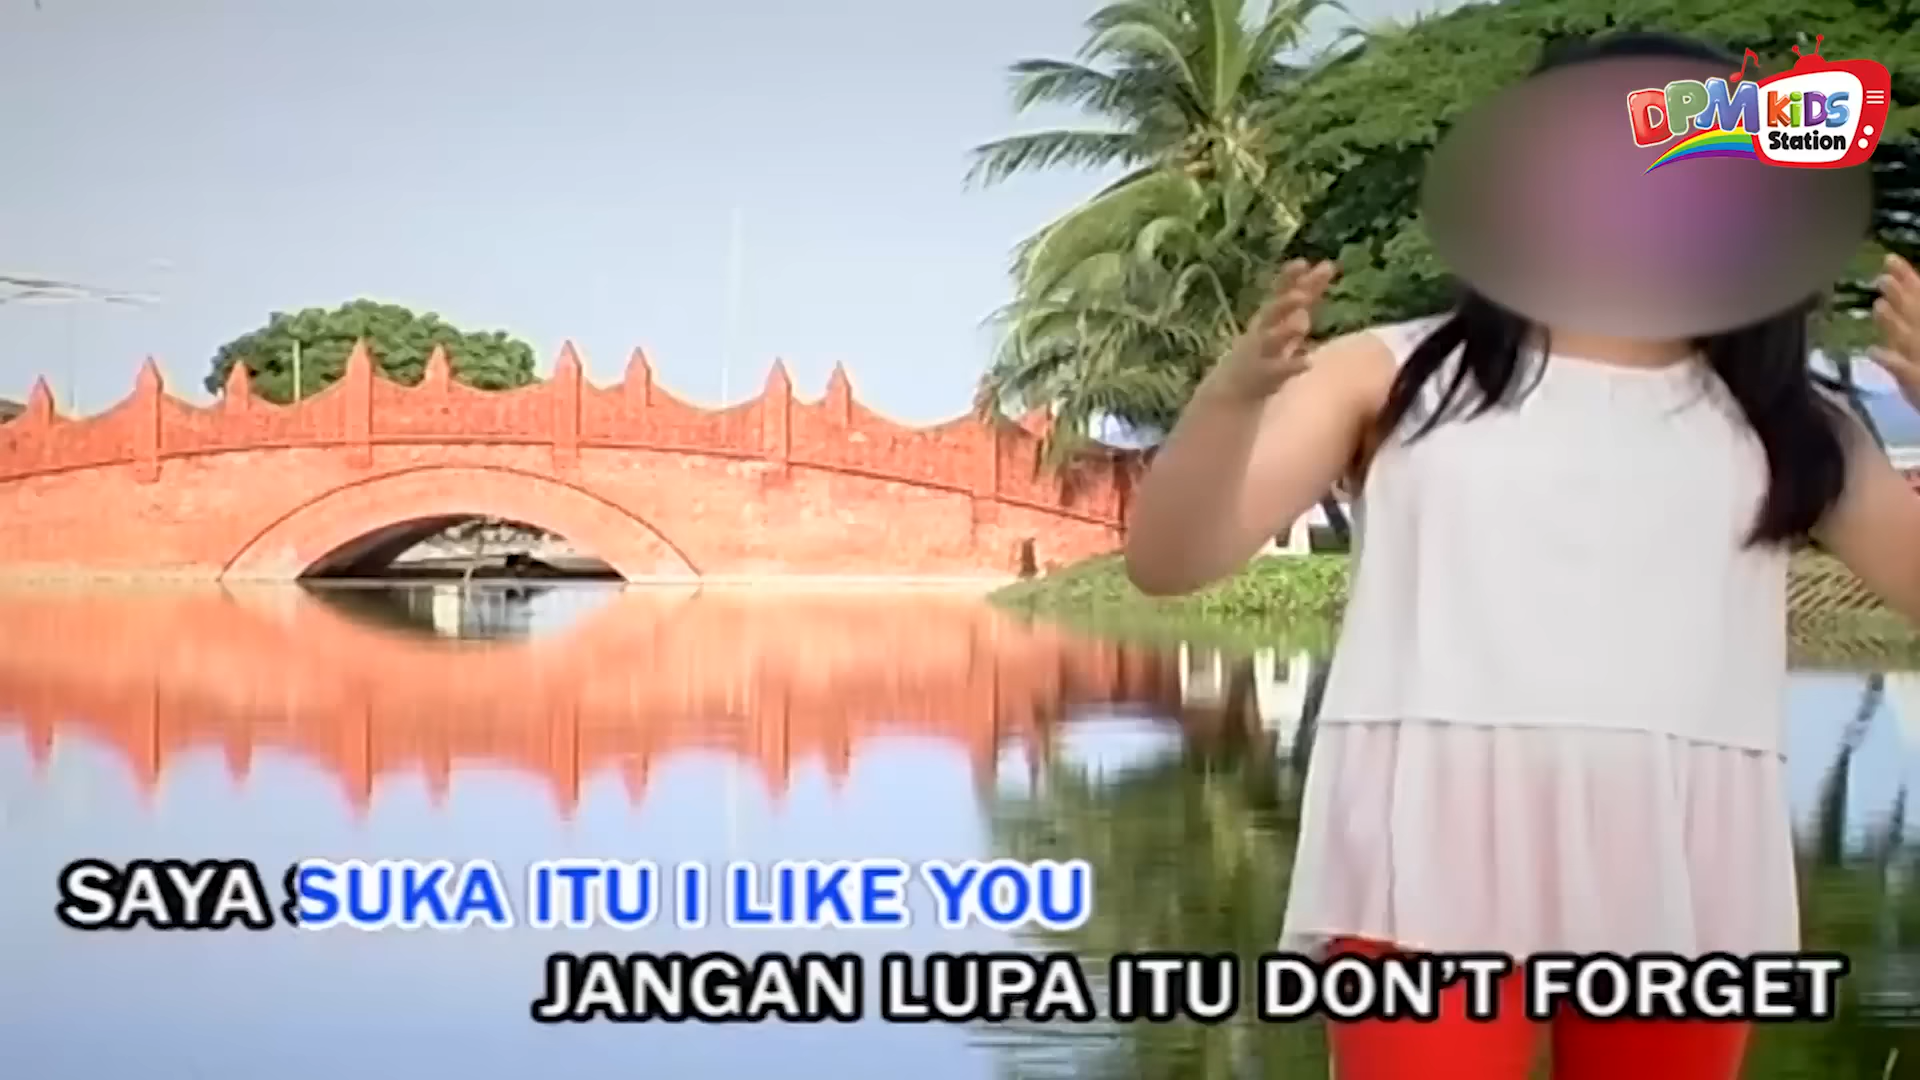 DPM KiDS
Station
SAYA SUKA ITU I LIKE YOU
JANGAN LUPA ITU DON'T FORGET